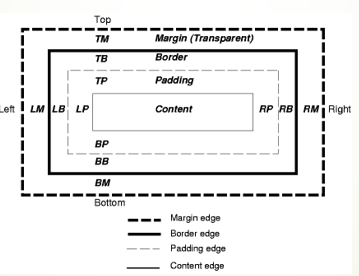 Top
TM Margin (Transparent)
TB Border
TP Padding
Left LM LB LP Content RP RB RM Right
BP
BB
BM
Bottom
Margin edge
Border edge
Padding edge
Content edge